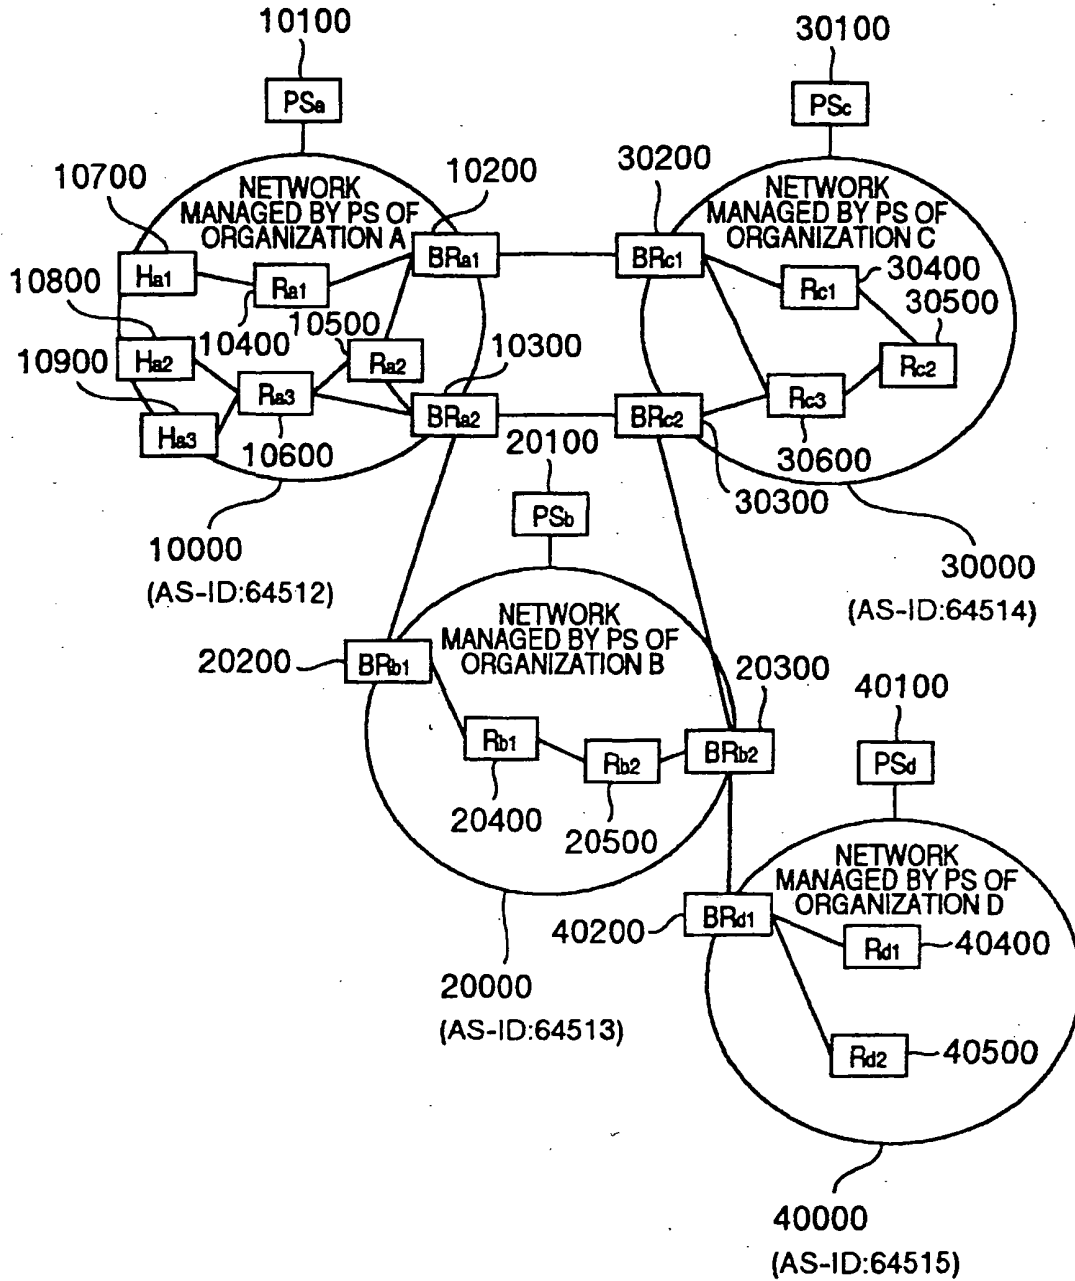 10100
30100
PSa
PSc
10700
10200
30200
NETWORK
MANAGED BY PS OF
ORGANIZATION A
NETWORK
MANAGED BY PS OF
ORGANIZATION C
Ha1
BRa1
BRc1
10800
Ra1
Rc1
30400
30500
10500
10400
10300
Ha2
10900
Ra2
Rc2
Ra3
Rc3
BRa2
BRc2
Ha3
10600
20100
30600
30300
PSb
10000
(AS-ID:64512)
30000
(AS-ID:64514)
NETWORK
MANAGED BY PS OF
ORGANIZATION B
20200
BRb1
20300
40100
Rb1
Rb2
BRb2
PSd
20400
20500
NETWORK
MANAGED BY PS OF
ORGANIZATION D
40200
BRd1
Rd1
40400
20000
(AS-ID:64513)
Rd2
40500
40000
(AS-ID:64515)